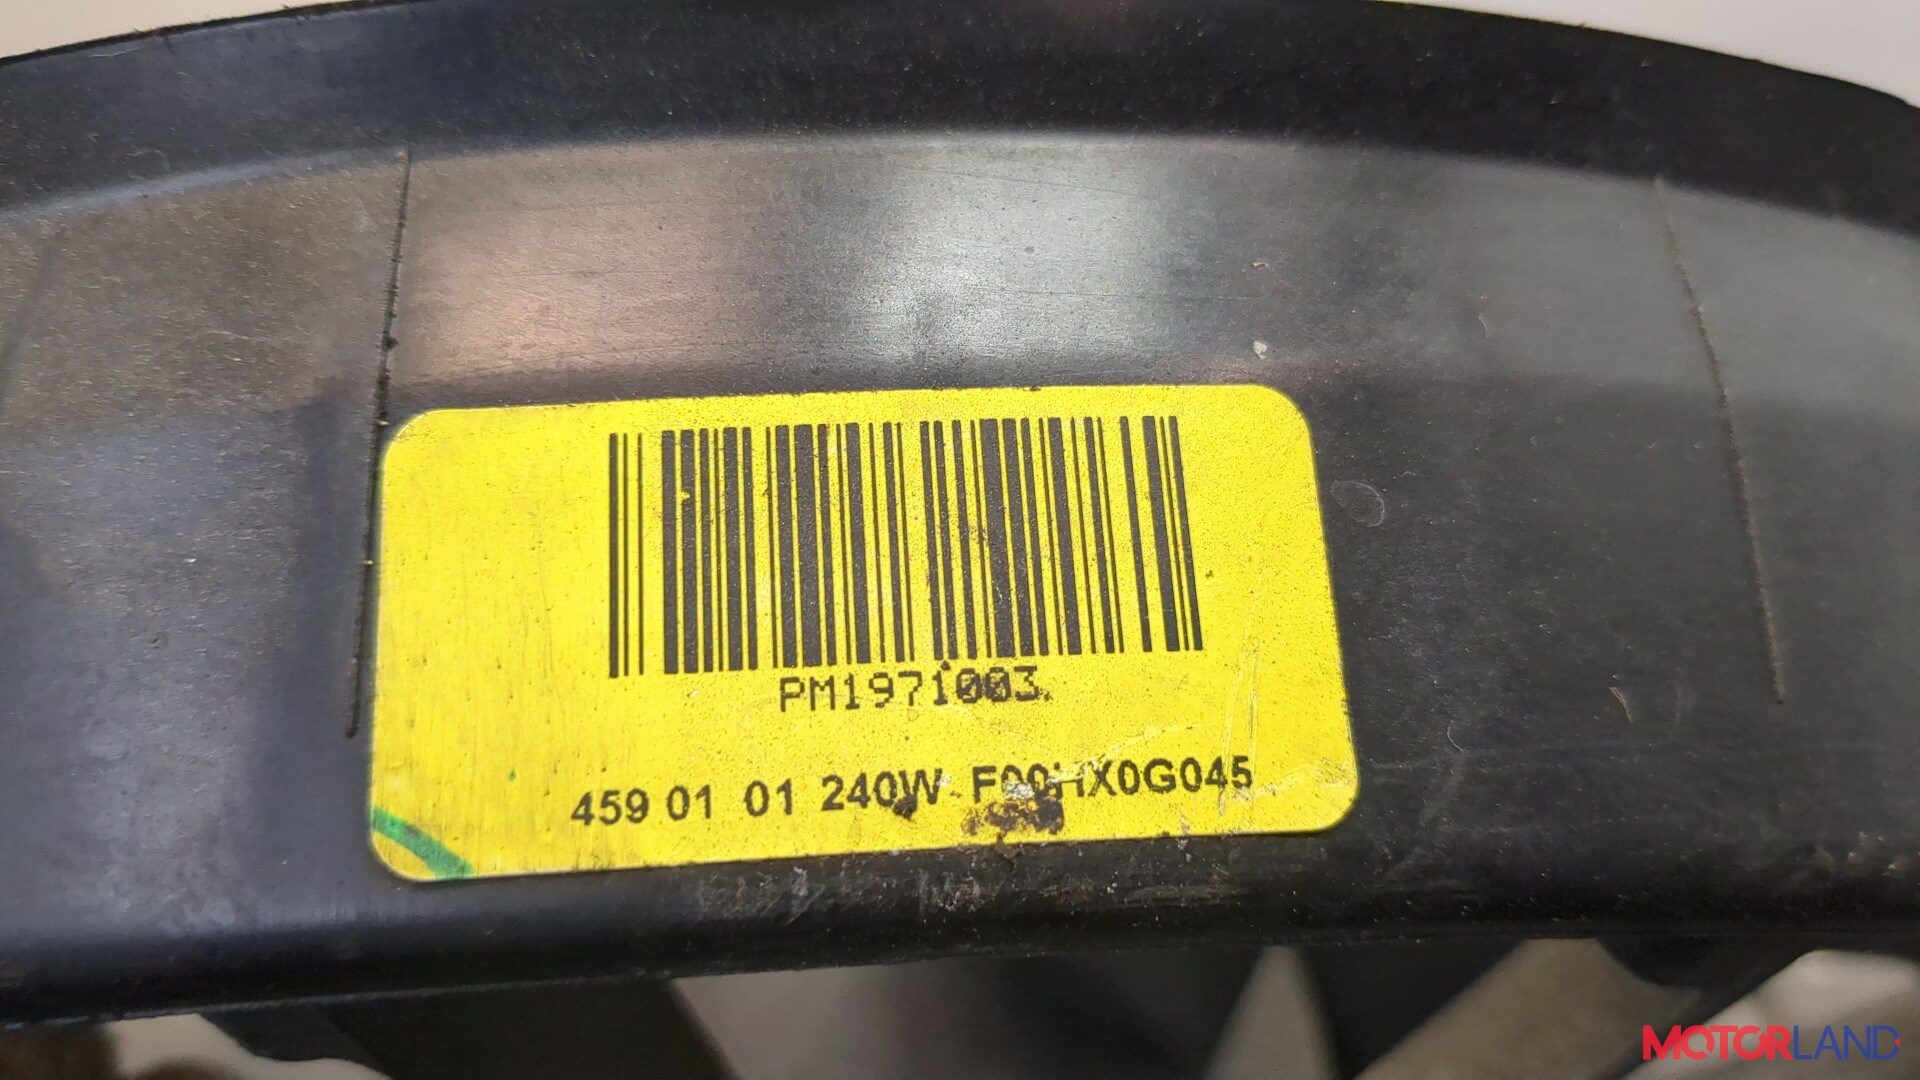 PM1971003
459 01 01 240W F00HX0G045
MOTORLAND